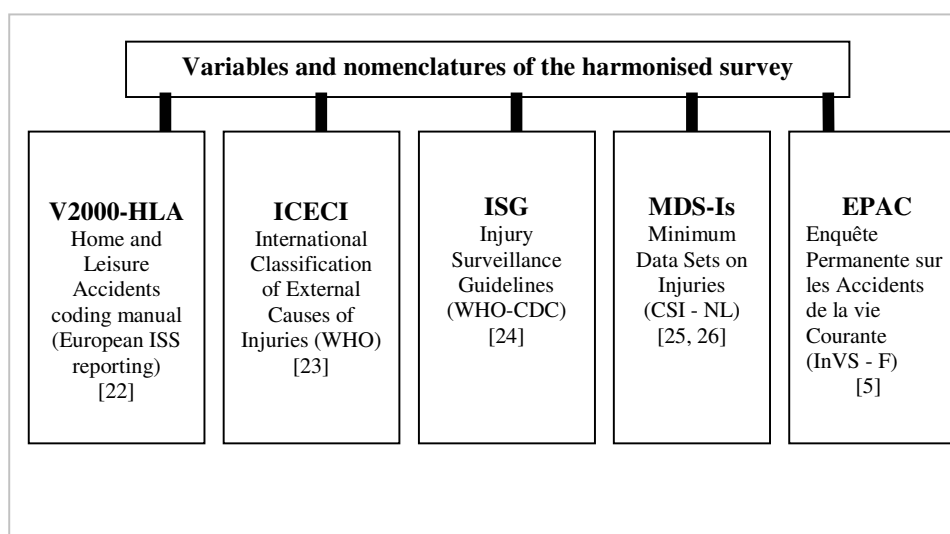 Variables and nomenclatures of the harmonised survey
V2000-HLA
Home and
Leisure
Accidents
coding manual
(European ISS
reporting)
[22]
ICECI
International
Classification
of External
Causes of
Injuries (WHO)
[23]
ISG
Injury
Surveillance
Guidelines
(WHO-CDC)
[24]
MDS-Is
Minimum
Data Sets on
Injuries
(CSI - NL)
[25, 26]
EPAC
Enquête
Permanente sur
les Accidents
de la vie
Courante
(InVS - F)
[5]